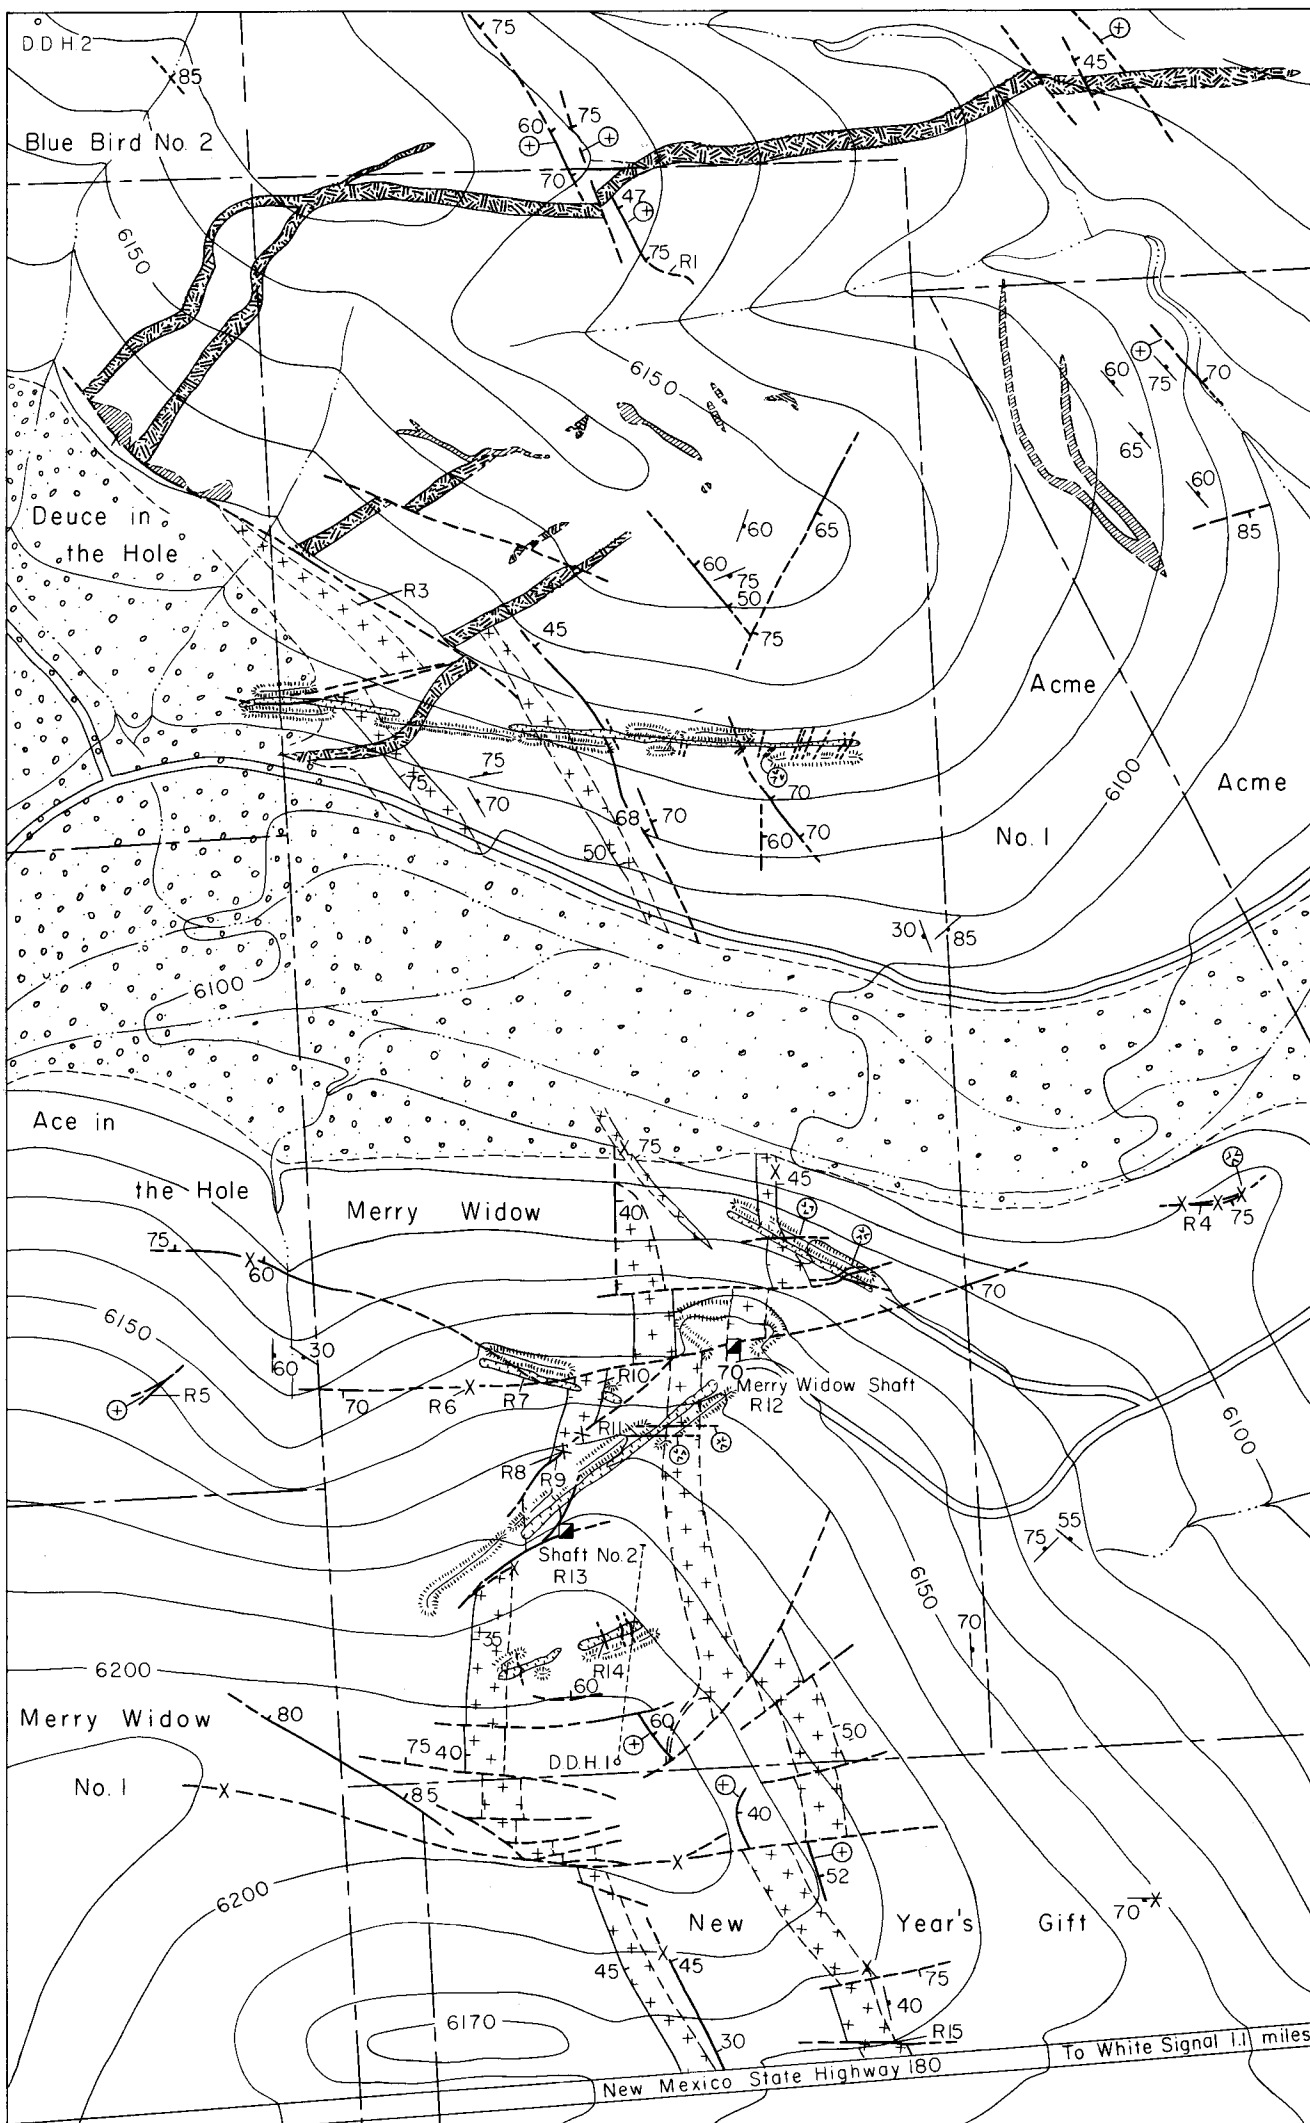 75
D.D.H.2
85
45
Blue Bird No. 2
60
75
70
47
6150
75
R1
6150
60
75
70
65
60
Deuce in
the Hole
60
65
85
60
75
50
R3
75
45
Acme
75
75
70
6100
Acme
70
68
70
60
70
No. 1
50
30
85
6100
Ace in
75
the Hole
Merry Widow
45
40
R4
75
75
60
70
6150
60
30
R10
70
R5
70
R6
R7
Merry Widow Shaft
R12
R11
6100
R8
R9
75
55
Shaft No. 2
R13
6150
70
35
R14
6200
60
Merry Widow
80
60
50
75
40
D.D.H.1
No. 1
85
40
52
6200
New
Year's
Gift
70
45
45
75
40
6170
30
R15
To White Signal 1.1 miles
New Mexico State Highway 180